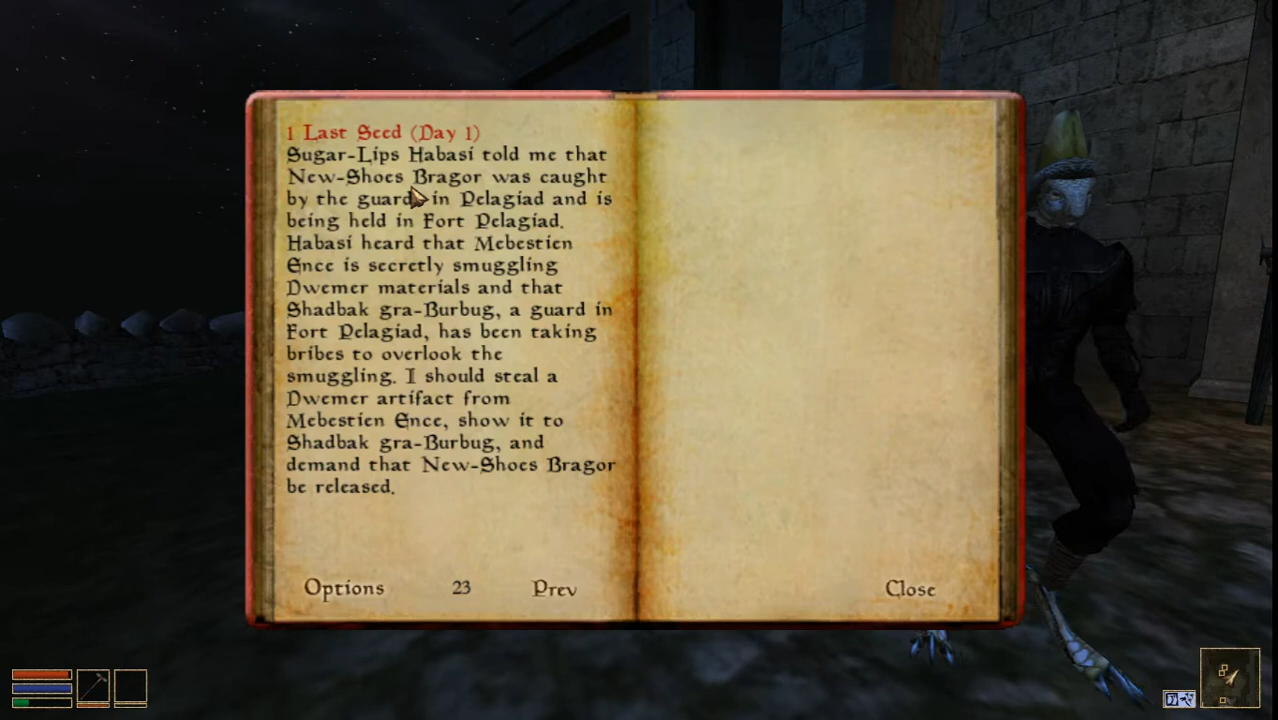 1 Last Seed (Day 1)
Sugar-Lips Habasi told me that
New-Shoes Bragor was caught
by the guards in Pelagiad and is
being held in Fort Pelagiad.
Habasi heard that Mebestien
Ence is secretly smuggling
Dwemer materials and that
Shadbak gra-Burbug, a guard in
Fort Pelagiad, has been taking
bribes to overlook the
smuggling. I should steal a
Dwemer artifact from
Mebestien Ence, show it to
Shadbak gra-Burbug, and
demand that New-Shoes Bragor
be released.
Options
23
Prev
Close